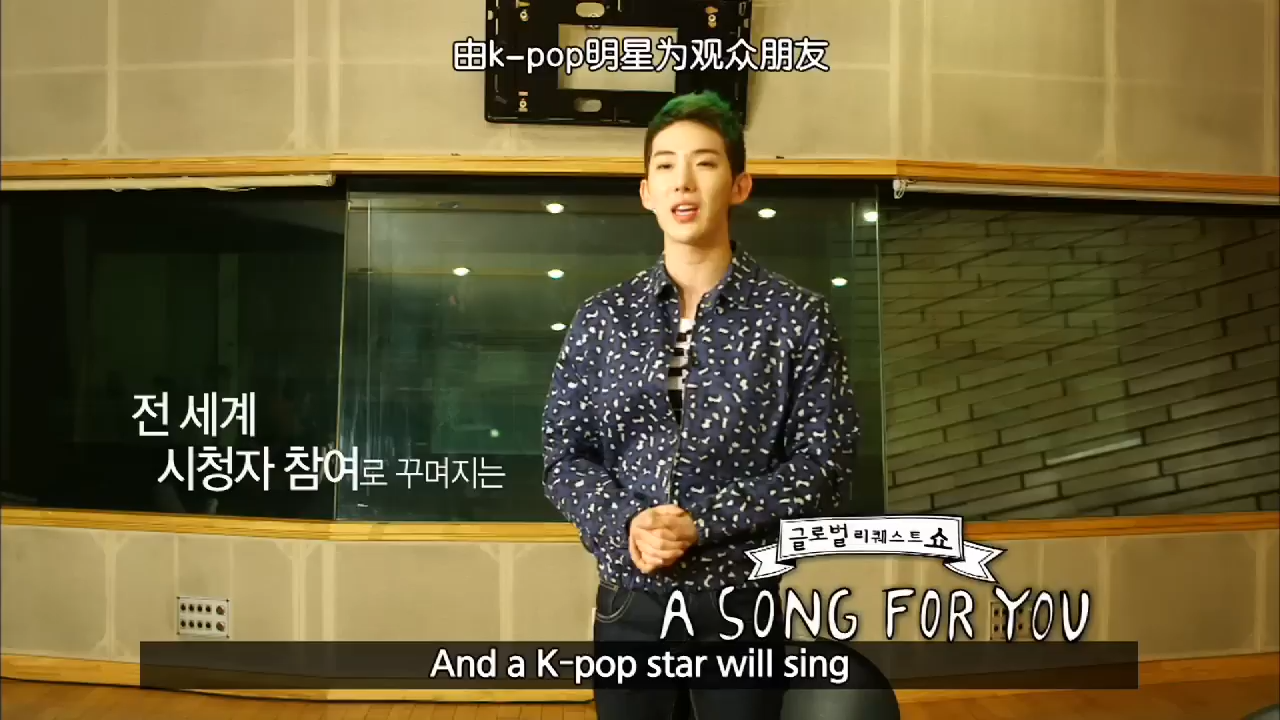 由k-pop明星为观众朋友
전 세계
시청자 참여로 꾸며지는
글로벌 리퀘스트 쇼
A SONG FOR YOU
And a K-pop star will sing